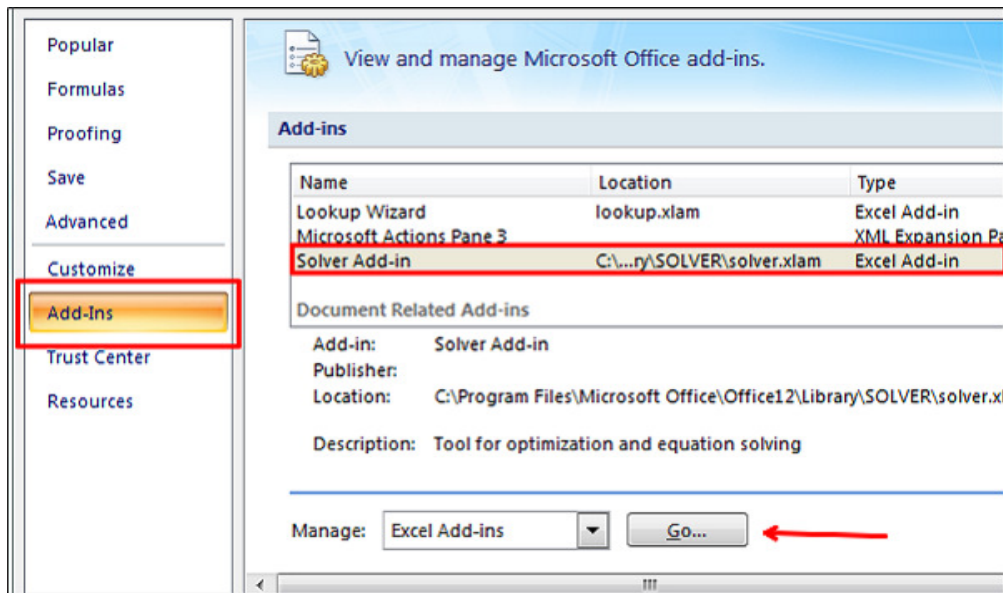 Popular
Formulas
Proofing
Save
Advanced
Customize
Add-Ins
Trust Center
Resources
View and manage Microsoft Office add-ins.
Add-ins
Name Location Type
Lookup Wizard lookup.xlam Excel Add-in
Microsoft Actions Pane 3 XML Expansion Pa
Solver Add-in C:\...ry\SOLVER\solver.xlam Excel Add-in
Document Related Add-ins
Add-in: Solver Add-in
Publisher:
Location: C:\Program Files\Microsoft Office\Office12\Library\SOLVER\solver.xl
Description: Tool for optimization and equation solving
Manage: Excel Add-ins Go...